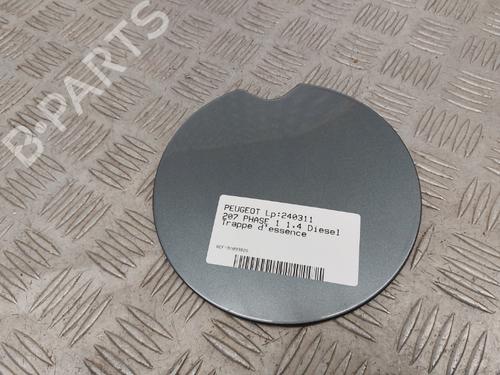 B-PARTS
PEUGEOT Lp:240311
207 PHASE 1 1.4 Diesel
Trappe d'essence